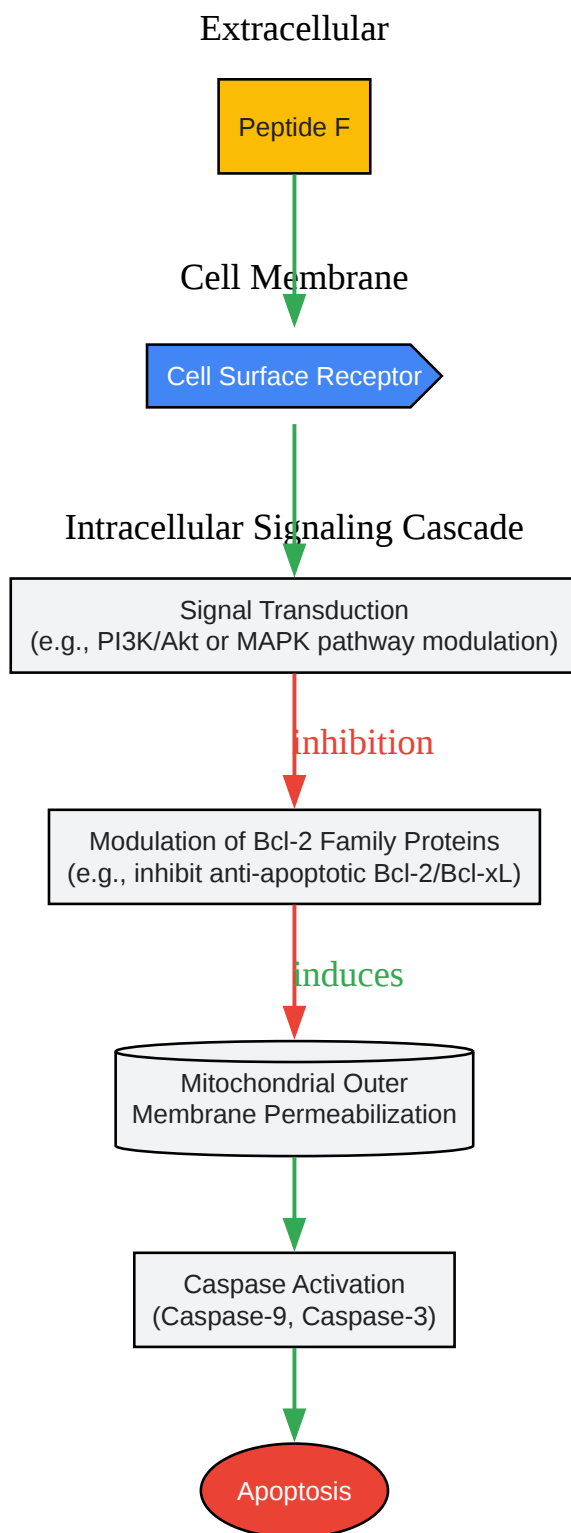 Extracellular
Peptide F
Cell Membrane
Cell Surface Receptor
Intracellular Signaling Cascade
Signal Transduction
(e.g., PI3K/Akt or MAPK pathway modulation)
inhibition
Modulation of Bcl-2 Family Proteins
(e.g., inhibit anti-apoptotic Bcl-2/Bcl-xL)
induces
Mitochondrial Outer
Membrane Permeabilization
Caspase Activation
(Caspase-9, Caspase-3)
Apoptosis